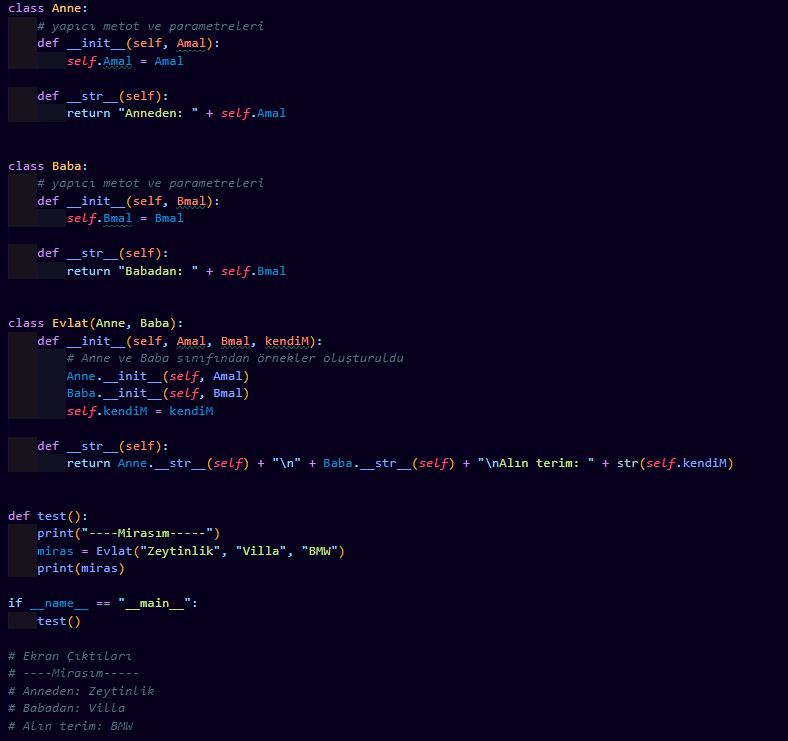 class Anne:
    # yapıcı metot ve parametreleri
    def __init__(self, Amal):
        self.Amal = Amal

    def __str__(self):
        return "Anneden: " + self.Amal


class Baba:
    # yapıcı metot ve parametreleri
    def __init__(self, Bmal):
        self.Bmal = Bmal

    def __str__(self):
        return "Babadan: " + self.Bmal


class Evlat(Anne, Baba):
    def __init__(self, Amal, Bmal, kendiM):
        # Anne ve Baba sınıfından örnekler oluşturuldu
        Anne.__init__(self, Amal)
        Baba.__init__(self, Bmal)
        self.kendiM = kendiM

    def __str__(self):
        return Anne.__str__(self) + "\n" + Baba.__str__(self) + "\nAlın terim: " + str(self.kendiM)


def test():
    print("----Mirasım-----")
    miras = Evlat("Zeytinlik", "Villa", "BMW")
    print(miras)

if __name__ == "__main__":
    test()

# Ekran Çıktıları
# ----Mirasım-----
# Anneden: Zeytinlik
# Babadan: Villa
# Alın terim: BMW